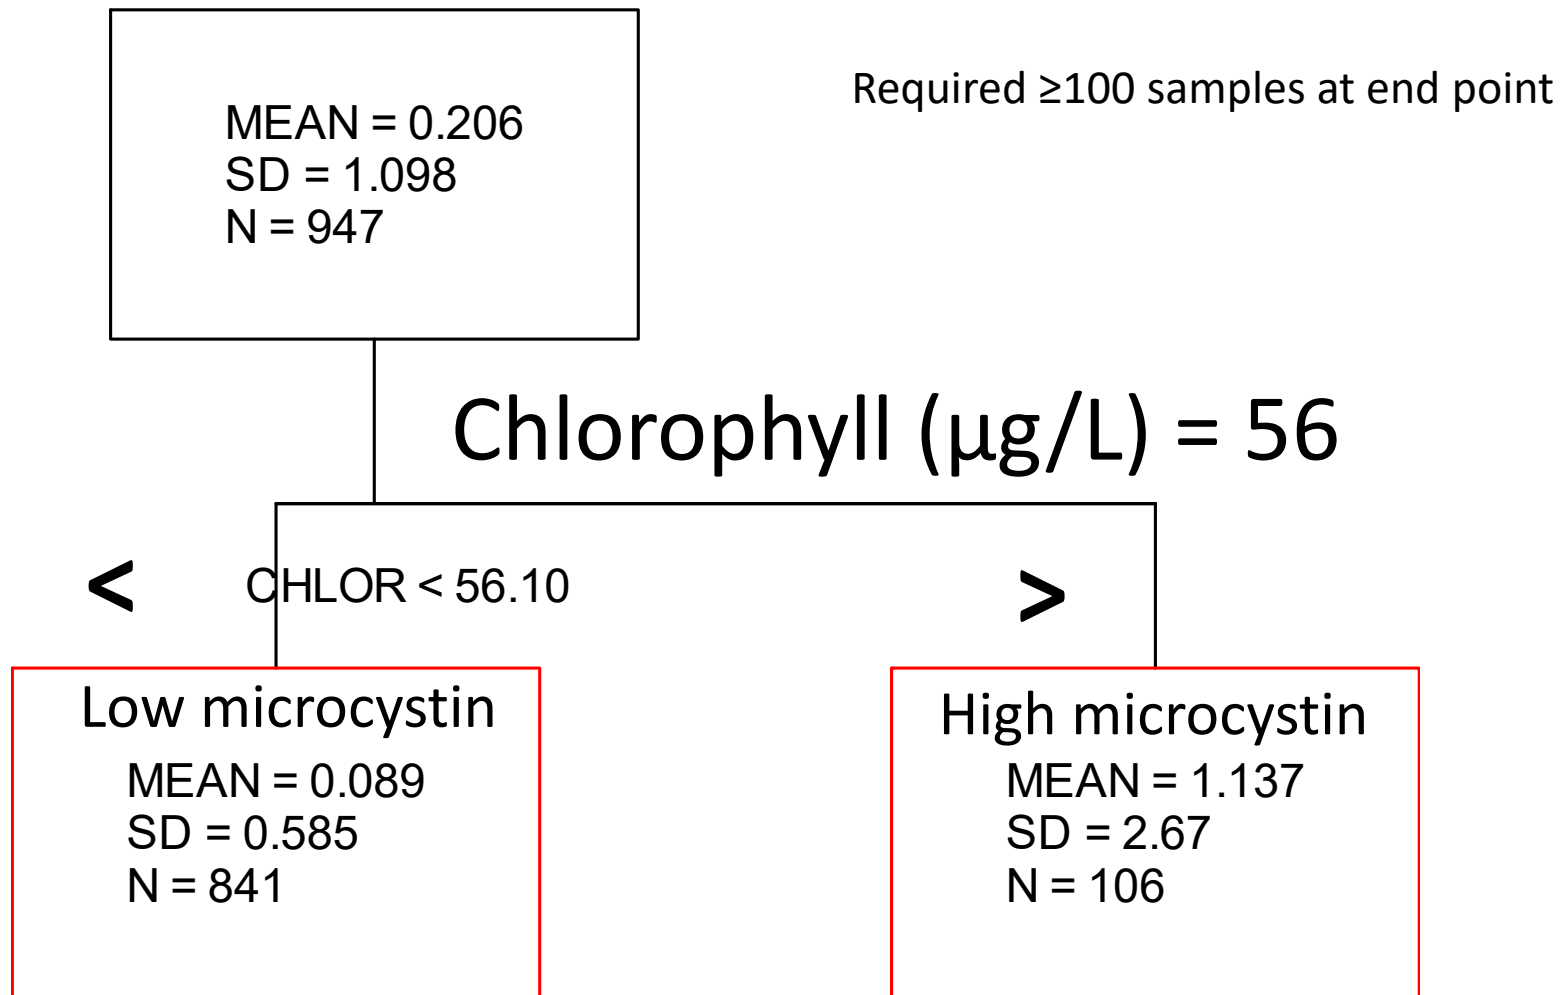 MEAN = 0.206
SD = 1.098
N = 947
Required ≥100 samples at end point
Chlorophyll (µg/L) = 56
<
CHLOR < 56.10
>
Low microcystin
MEAN = 0.089
SD = 0.585
N = 841
High microcystin
MEAN = 1.137
SD = 2.67
N = 106